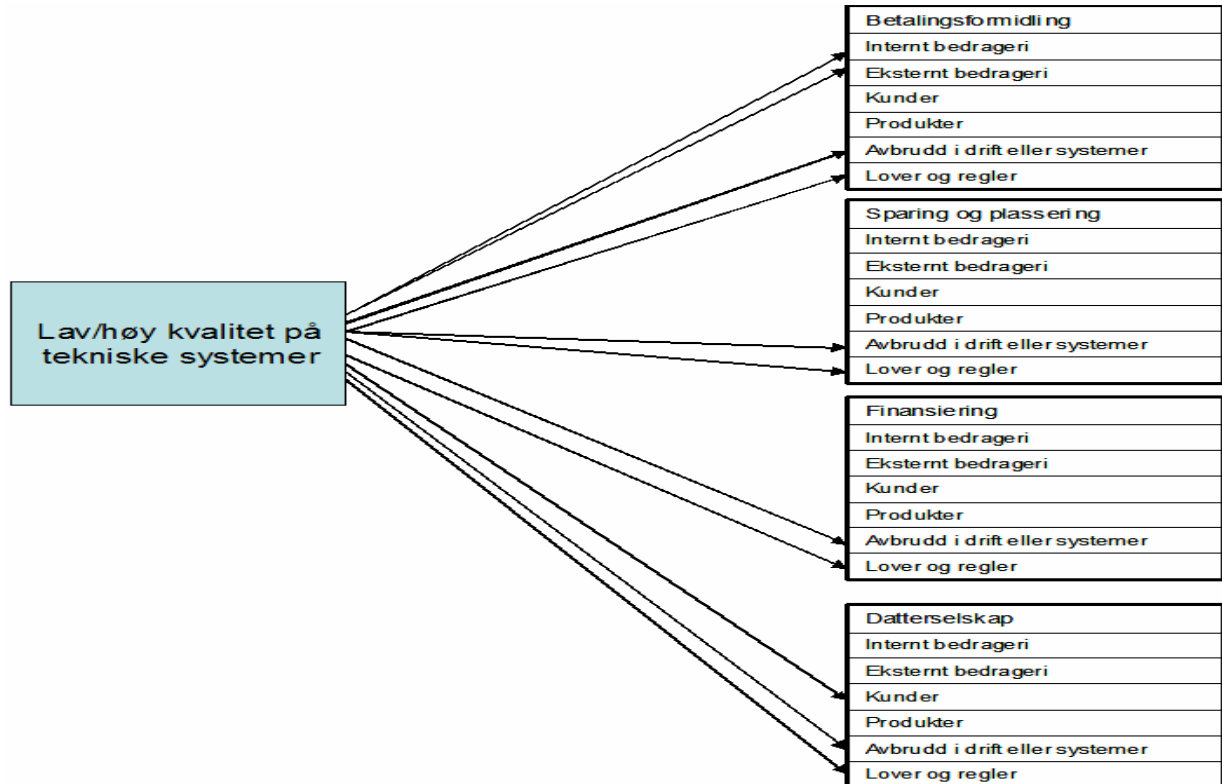 Lav/høy kvalitet på
tekniske systemer
Betalingsformidling
Internt bedrageri
Eksternt bedrageri
Kunder
Produkter
Avbrudd i drift eller systemer
Lover og regler
Sparing og plassering
Internt bedrageri
Eksternt bedrageri
Kunder
Produkter
Avbrudd i drift eller systemer
Lover og regler
Finansiering
Internt bedrageri
Eksternt bedrageri
Kunder
Produkter
Avbrudd i drift eller systemer
Lover og regler
Datterselskap
Internt bedrageri
Eksternt bedrageri
Kunder
Produkter
Avbrudd i drift eller systemer
Lover og regler